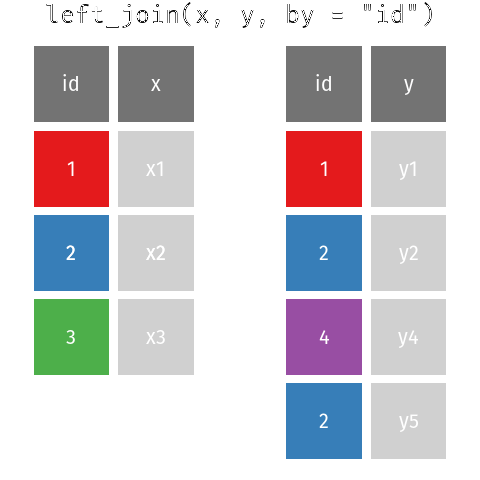 left_join(x, y, by = "id")
id x id y
1 x1 1 y1
2 x2 2 y2
3 x3 4 y4
2 y5